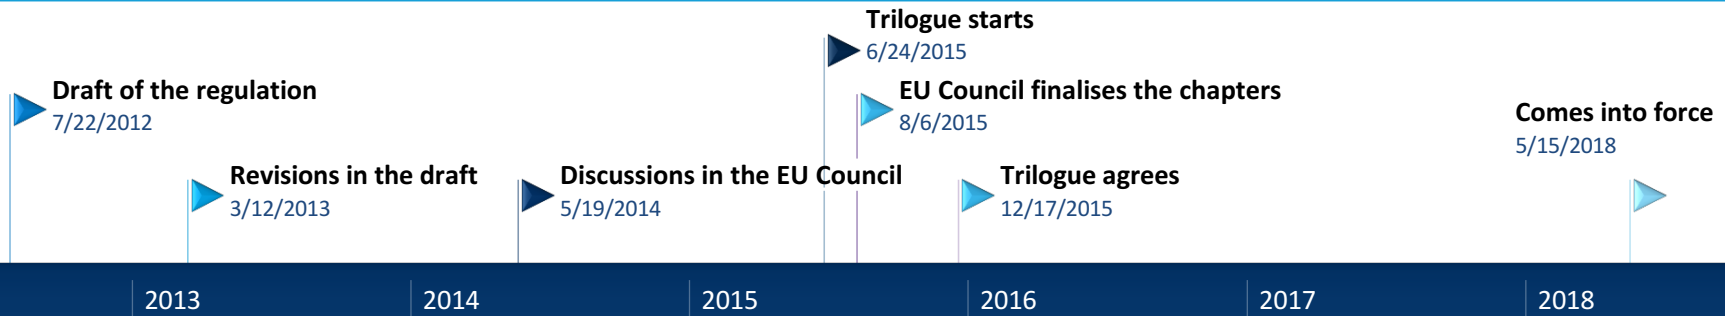 Trilogue starts
6/24/2015
Draft of the regulation
7/22/2012
EU Council finalises the chapters
8/6/2015
Comes into force
5/15/2018
Revisions in the draft
3/12/2013
Discussions in the EU Council
5/19/2014
Trilogue agrees
12/17/2015
2013 2014 2015 2016 2017 2018